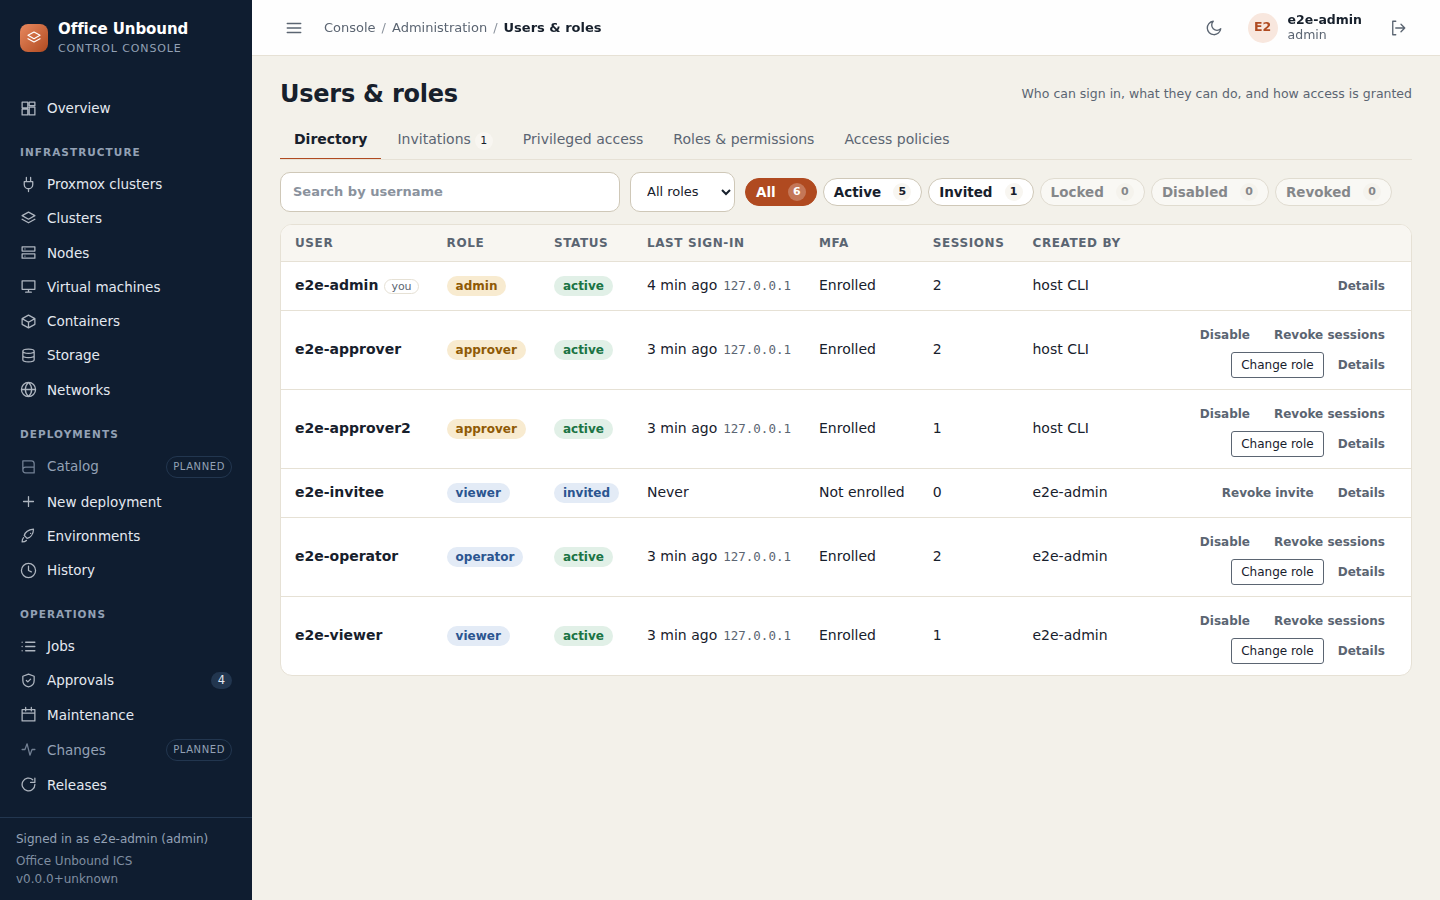 Office Unbound
CONTROL CONSOLE
Overview
INFRASTRUCTURE
Proxmox clusters
Clusters
Nodes
Virtual machines
Containers
Storage
Networks
DEPLOYMENTS
Catalog PLANNED
New deployment
Environments
History
OPERATIONS
Jobs
Approvals 4
Maintenance
Changes PLANNED
Releases
Signed in as e2e-admin (admin)
Office Unbound ICS
v0.0.0+unknown
Console / Administration / Users & roles
E2 e2e-admin
admin
Users & roles
Who can sign in, what they can do, and how access is granted
Directory Invitations 1 Privileged access Roles & permissions Access policies
Search by username All roles All 6 Active 5 Invited 1 Locked 0 Disabled 0 Revoked 0
USER ROLE STATUS LAST SIGN-IN MFA SESSIONS CREATED BY
e2e-admin you admin active 4 min ago 127.0.0.1 Enrolled 2 host CLI Details
e2e-approver approver active 3 min ago 127.0.0.1 Enrolled 2 host CLI Disable Revoke sessions
Change role Details
e2e-approver2 approver active 3 min ago 127.0.0.1 Enrolled 1 host CLI Disable Revoke sessions
Change role Details
e2e-invitee viewer invited Never Not enrolled 0 e2e-admin Revoke invite Details
e2e-operator operator active 3 min ago 127.0.0.1 Enrolled 2 e2e-admin Disable Revoke sessions
Change role Details
e2e-viewer viewer active 3 min ago 127.0.0.1 Enrolled 1 e2e-admin Disable Revoke sessions
Change role Details